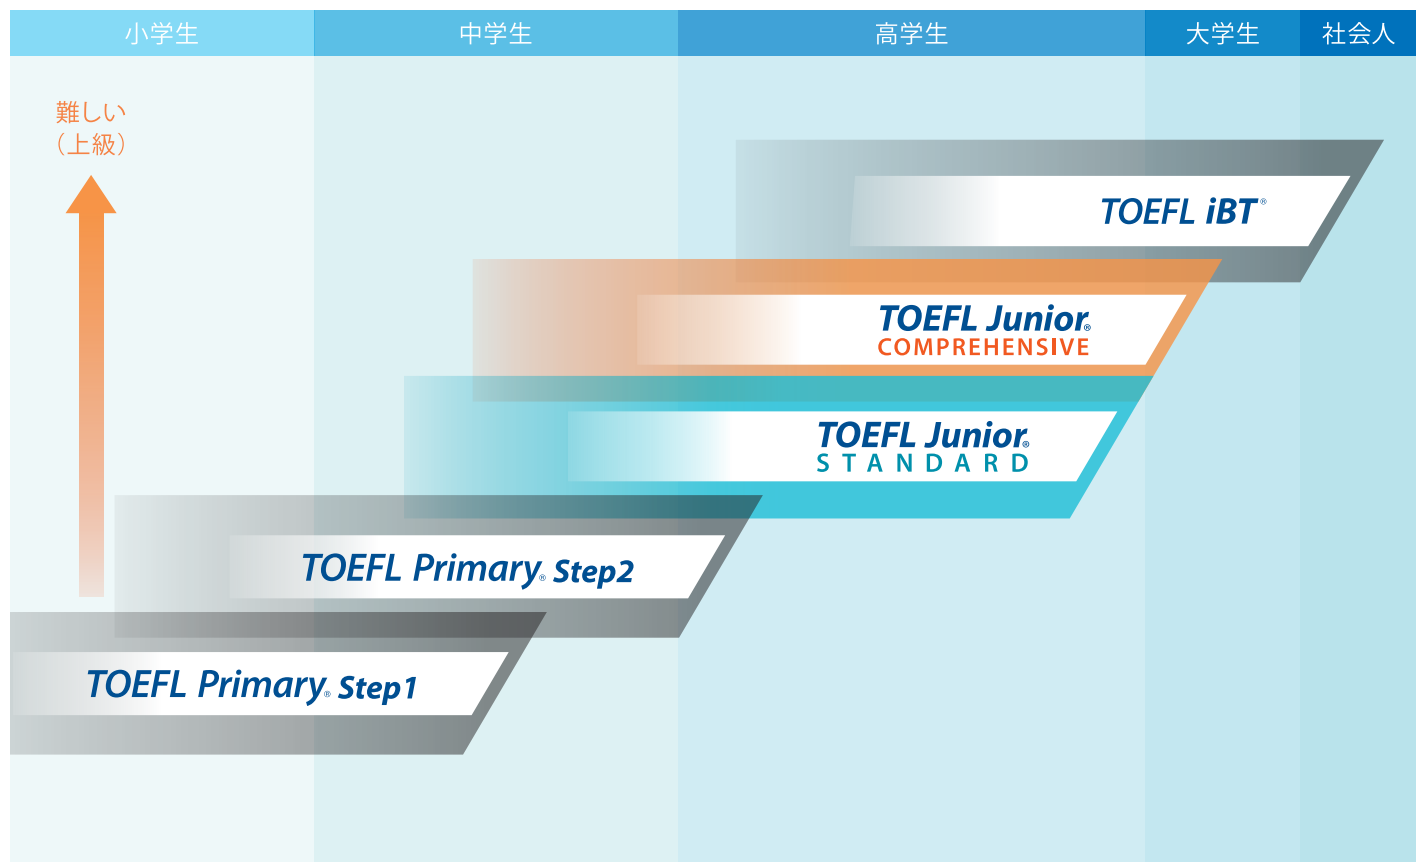 小学生 中学生 高学生 大学生 社会人
難しい
（上級）
TOEFL iBT®
TOEFL Junior®
COMPREHENSIVE
TOEFL Junior®
STANDARD
TOEFL Primary® Step2
TOEFL Primary® Step1